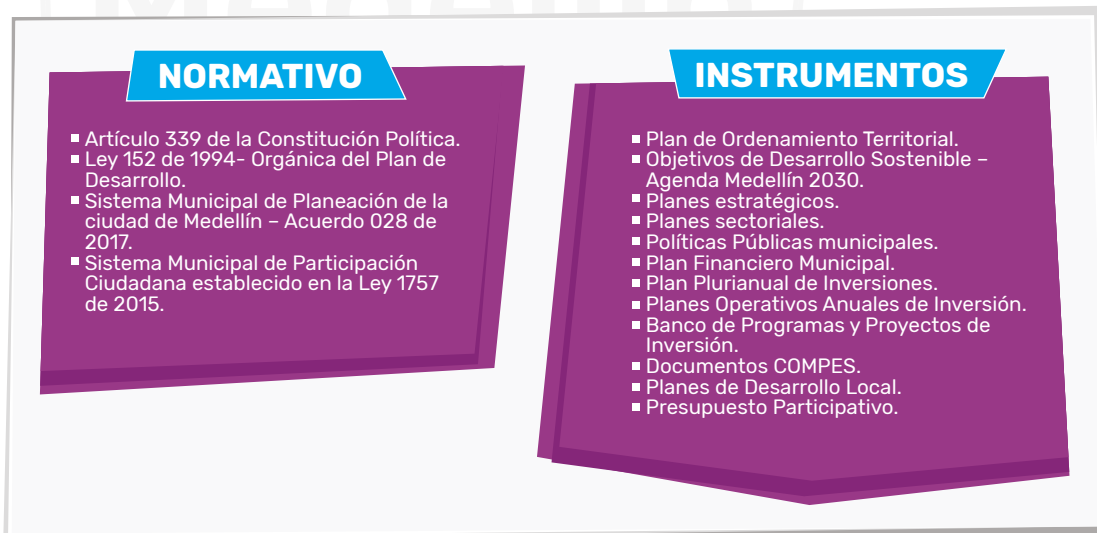 Medellín
NORMATIVO
▪ Artículo 339 de la Constitución Política.
▪ Ley 152 de 1994- Orgánica del Plan de
Desarrollo.
▪ Sistema Municipal de Planeación de la
ciudad de Medellín – Acuerdo 028 de
2017.
▪ Sistema Municipal de Participación
Ciudadana establecido en la Ley 1757
de 2015.
INSTRUMENTOS
▪ Plan de Ordenamiento Territorial.
▪ Objetivos de Desarrollo Sostenible –
Agenda Medellín 2030.
▪ Planes estratégicos.
▪ Planes sectoriales.
▪ Políticas Públicas municipales.
▪ Plan Financiero Municipal.
▪ Plan Plurianual de Inversiones.
▪ Planes Operativos Anuales de Inversión.
▪ Banco de Programas y Proyectos de
Inversión.
▪ Documentos COMPES.
▪ Planes de Desarrollo Local.
▪ Presupuesto Participativo.